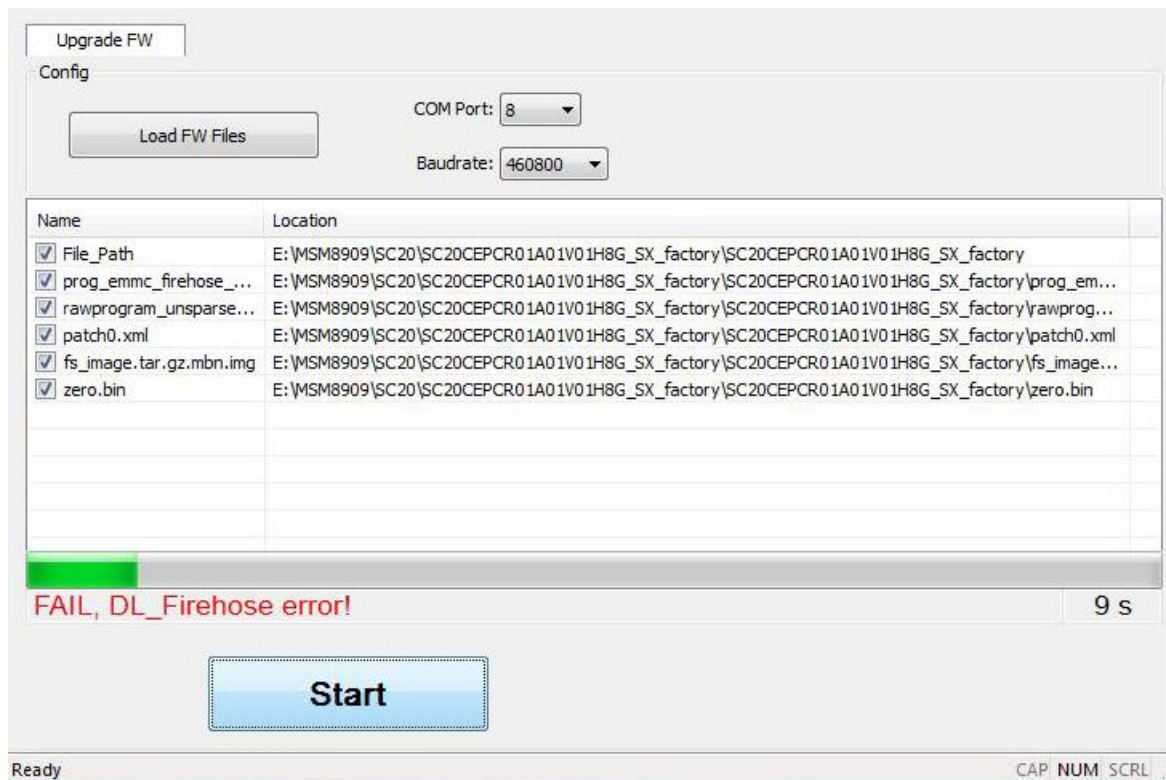 Upgrade FW
Config
Load FW Files
COM Port: 8
Baudrate: 460800
Name Location
File_Path E:\MSM8909\SC20\SC20CEPCR01A01V01H8G_SX_factory\SC20CEPCR01A01V01H8G_SX_factory
prog_emmc_firehose_... E:\MSM8909\SC20\SC20CEPCR01A01V01H8G_SX_factory\SC20CEPCR01A01V01H8G_SX_factory\prog_em...
rawprogram_unsparse... E:\MSM8909\SC20\SC20CEPCR01A01V01H8G_SX_factory\SC20CEPCR01A01V01H8G_SX_factory\rawprog...
patch0.xml E:\MSM8909\SC20\SC20CEPCR01A01V01H8G_SX_factory\SC20CEPCR01A01V01H8G_SX_factory\patch0.xml
fs_image.tar.gz.mbn.img E:\MSM8909\SC20\SC20CEPCR01A01V01H8G_SX_factory\SC20CEPCR01A01V01H8G_SX_factory\fs_image...
zero.bin E:\MSM8909\SC20\SC20CEPCR01A01V01H8G_SX_factory\SC20CEPCR01A01V01H8G_SX_factory\zero.bin
FAIL, DL_Firehose error! 9 s
Start
Ready CAP NUM SCRL